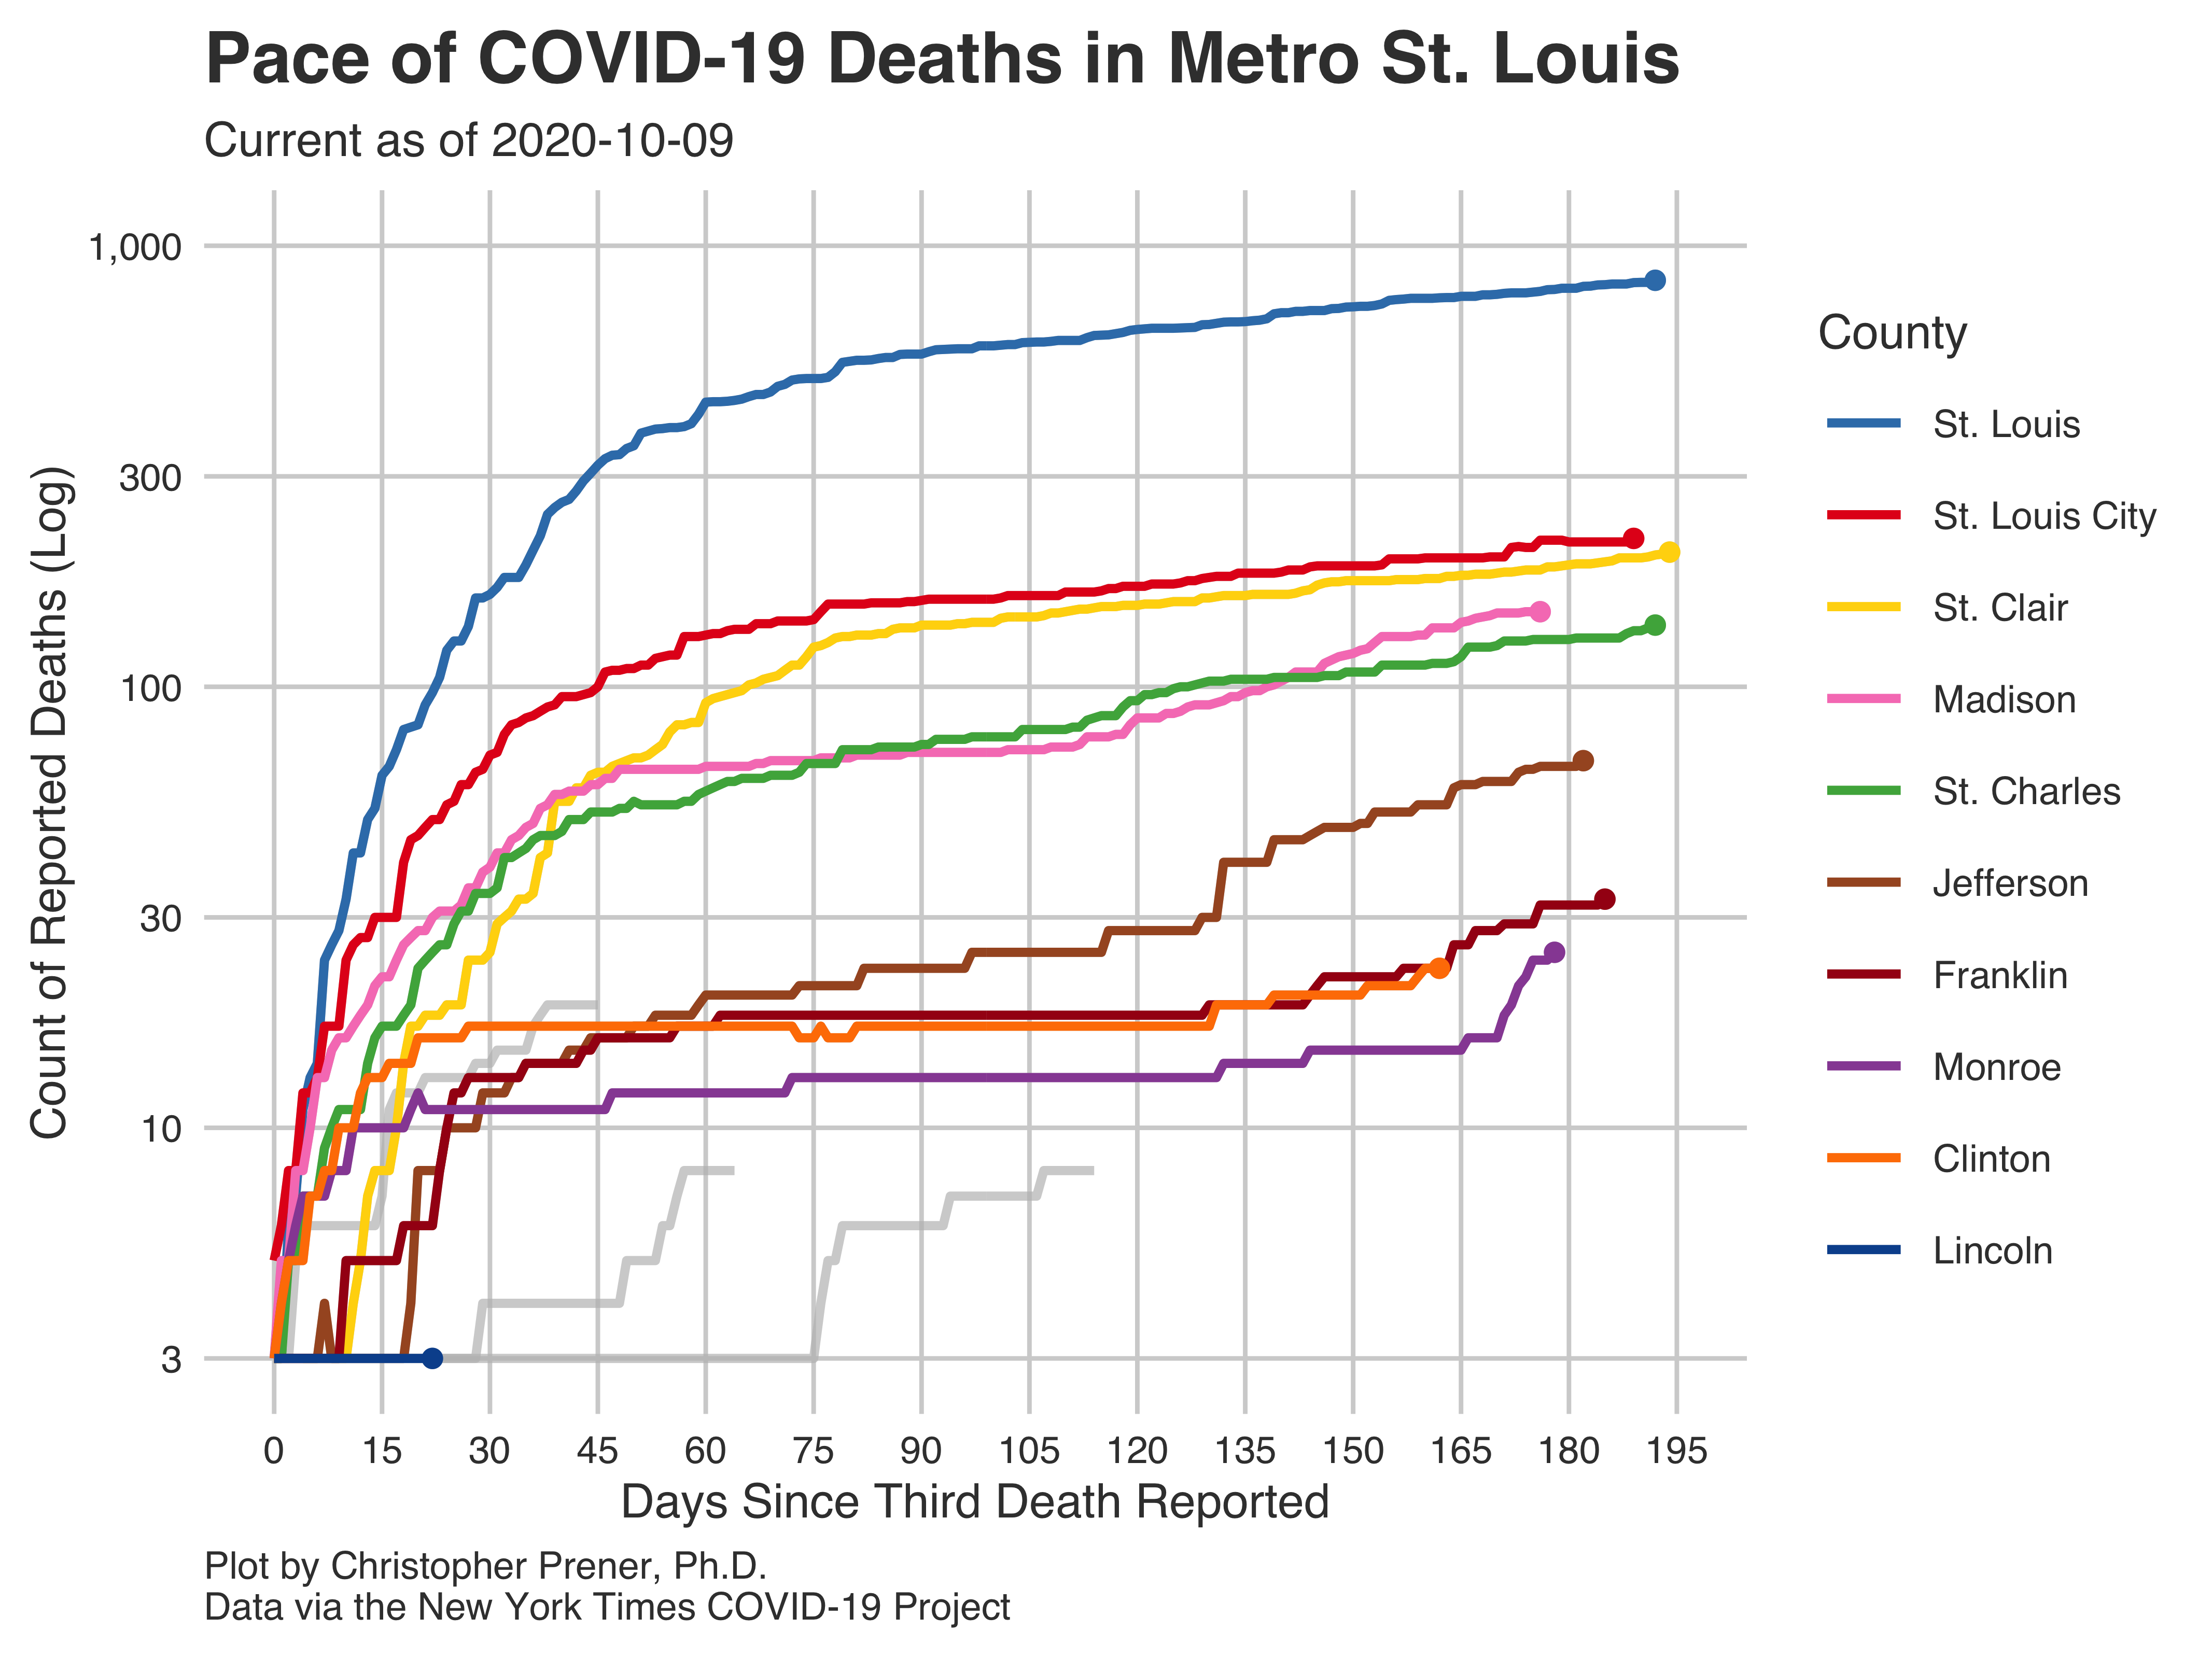 Pace of COVID-19 Deaths in Metro St. Louis
Current as of 2020-10-09
Count of Reported Deaths (Log)
1,000
300
100
30
10
3
0 15 30 45 60 75 90 105 120 135 150 165 180 195
Days Since Third Death Reported
County
St. Louis
St. Louis City
St. Clair
Madison
St. Charles
Jefferson
Franklin
Monroe
Clinton
Lincoln
Plot by Christopher Prener, Ph.D.
Data via the New York Times COVID-19 Project